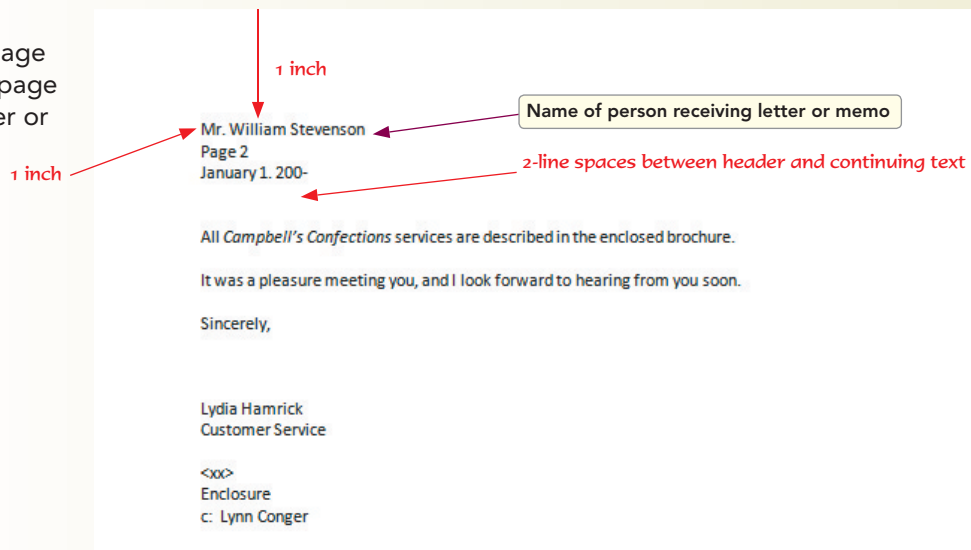 age
page
er or
1 inch
1 inch
Name of person receiving letter or memo
2-line spaces between header and continuing text
Mr. William Stevenson
Page 2
January 1. 200-
All Campbell's Confections services are described in the enclosed brochure.
It was a pleasure meeting you, and I look forward to hearing from you soon.
Sincerely,
Lydia Hamrick
Customer Service
<xx>
Enclosure
c: Lynn Conger